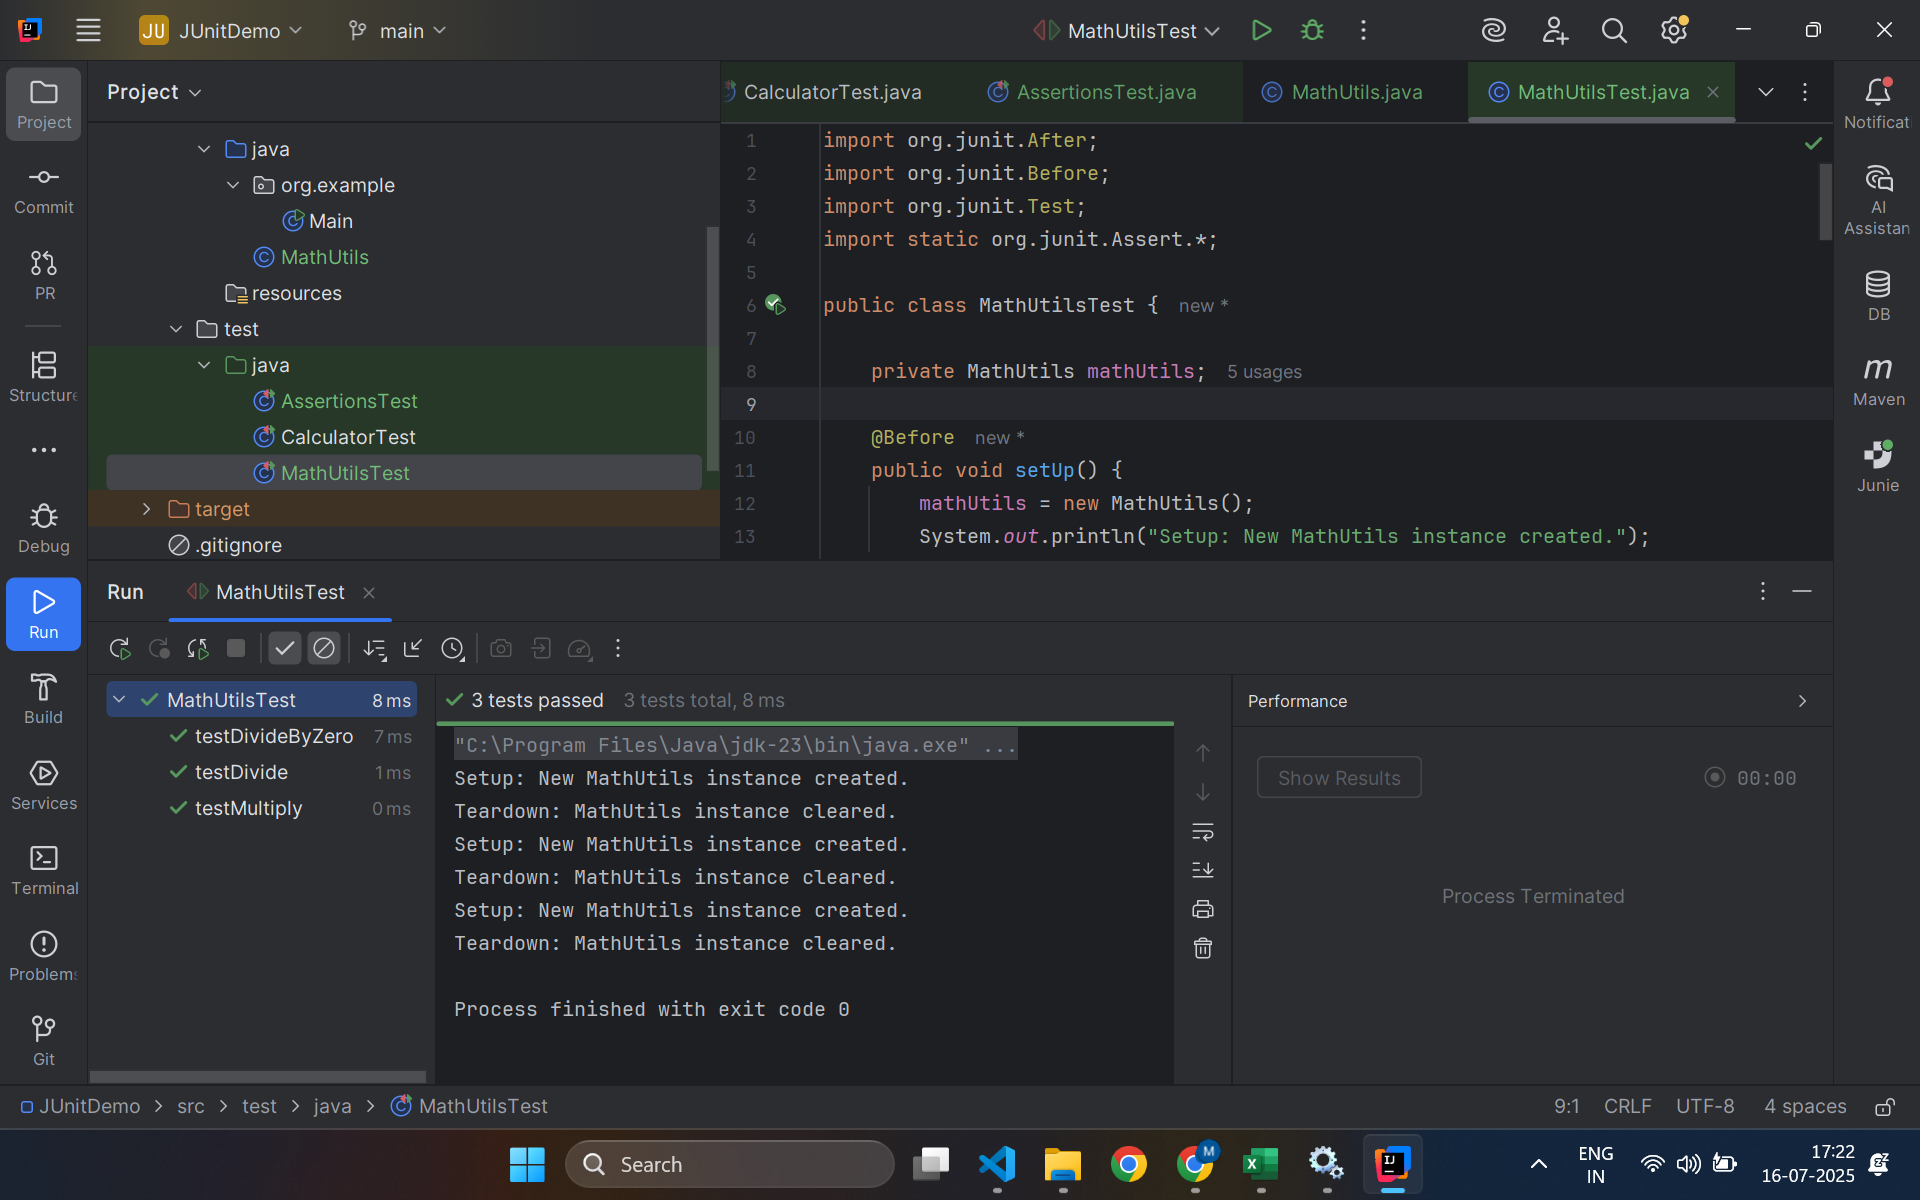 JU JUnitDemo
main
MathUtilsTest
Project
Commit
PR
Structure
Debug
Run
Build
Services
Terminal
Problems
Git
Project
java
org.example
Main
MathUtils
resources
test
java
AssertionsTest
CalculatorTest
MathUtilsTest
target
.gitignore
CalculatorTest.java
AssertionsTest.java
MathUtils.java
MathUtilsTest.java
1 import org.junit.After;
2 import org.junit.Before;
3 import org.junit.Test;
4 import static org.junit.Assert.*;
5
6 public class MathUtilsTest { new *
7
8 private MathUtils mathUtils; 5 usages
9
10 @Before new *
11 public void setUp() {
12 mathUtils = new MathUtils();
13 System.out.println("Setup: New MathUtils instance created.");
Notificati
AI
Assistan
DB
Maven
Junie
Run MathUtilsTest
MathUtilsTest 8 ms
testDivideByZero 7 ms
testDivide 1 ms
testMultiply 0 ms
3 tests passed 3 tests total, 8 ms
"C:\Program Files\Java\jdk-23\bin\java.exe" ...
Setup: New MathUtils instance created.
Teardown: MathUtils instance cleared.
Setup: New MathUtils instance created.
Teardown: MathUtils instance cleared.
Setup: New MathUtils instance created.
Teardown: MathUtils instance cleared.
Process finished with exit code 0
Performance
Show Results 00:00
Process Terminated
JUnitDemo > src > test > java > MathUtilsTest
9:1 CRLF UTF-8 4 spaces
Search
M
ENG
IN
17:22
16-07-2025